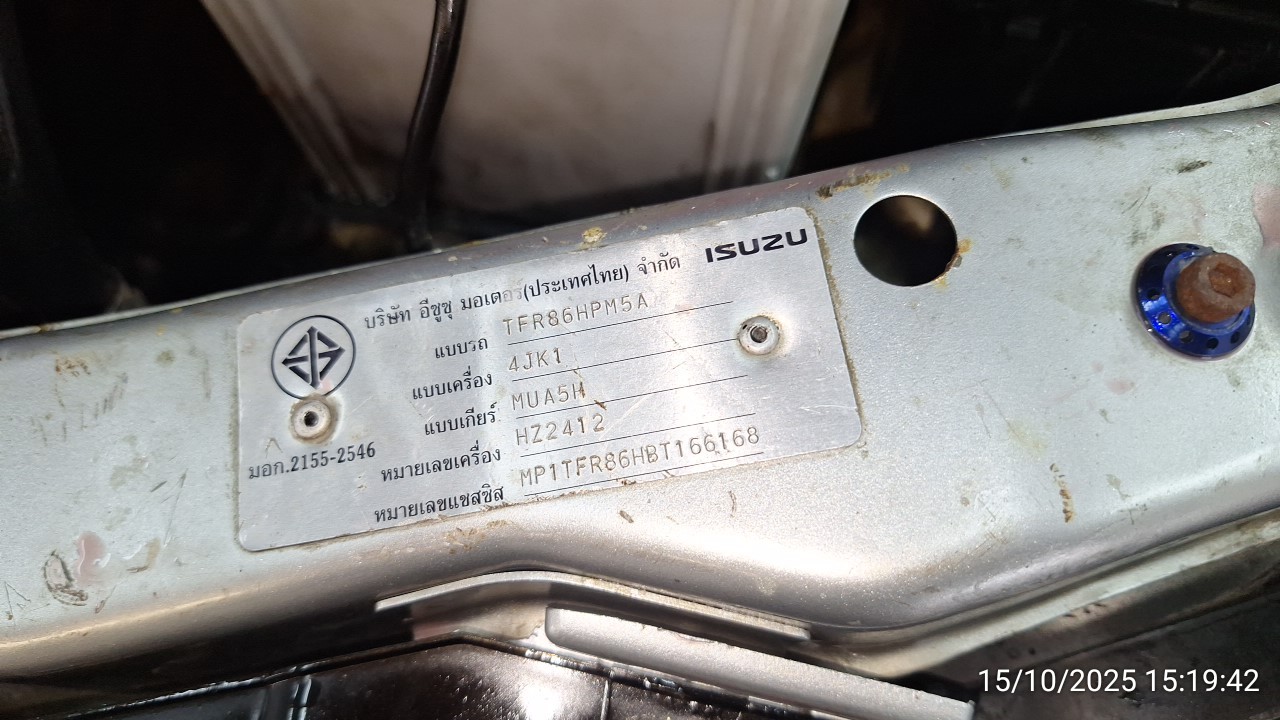 ISUZU
บริษัท อีซูซุ มอเตอร์(ประเทศไทย) จำกัด
แบบรถ TFR86HPM5A
แบบเครื่อง 4JK1
แบบเกียร์ MUA5H
หมายเลขเครื่อง HZ2412
หมายเลขแชสซิส MP1TFR86HBT166168
มอก.2155-2546
15/10/2025 15:19:42